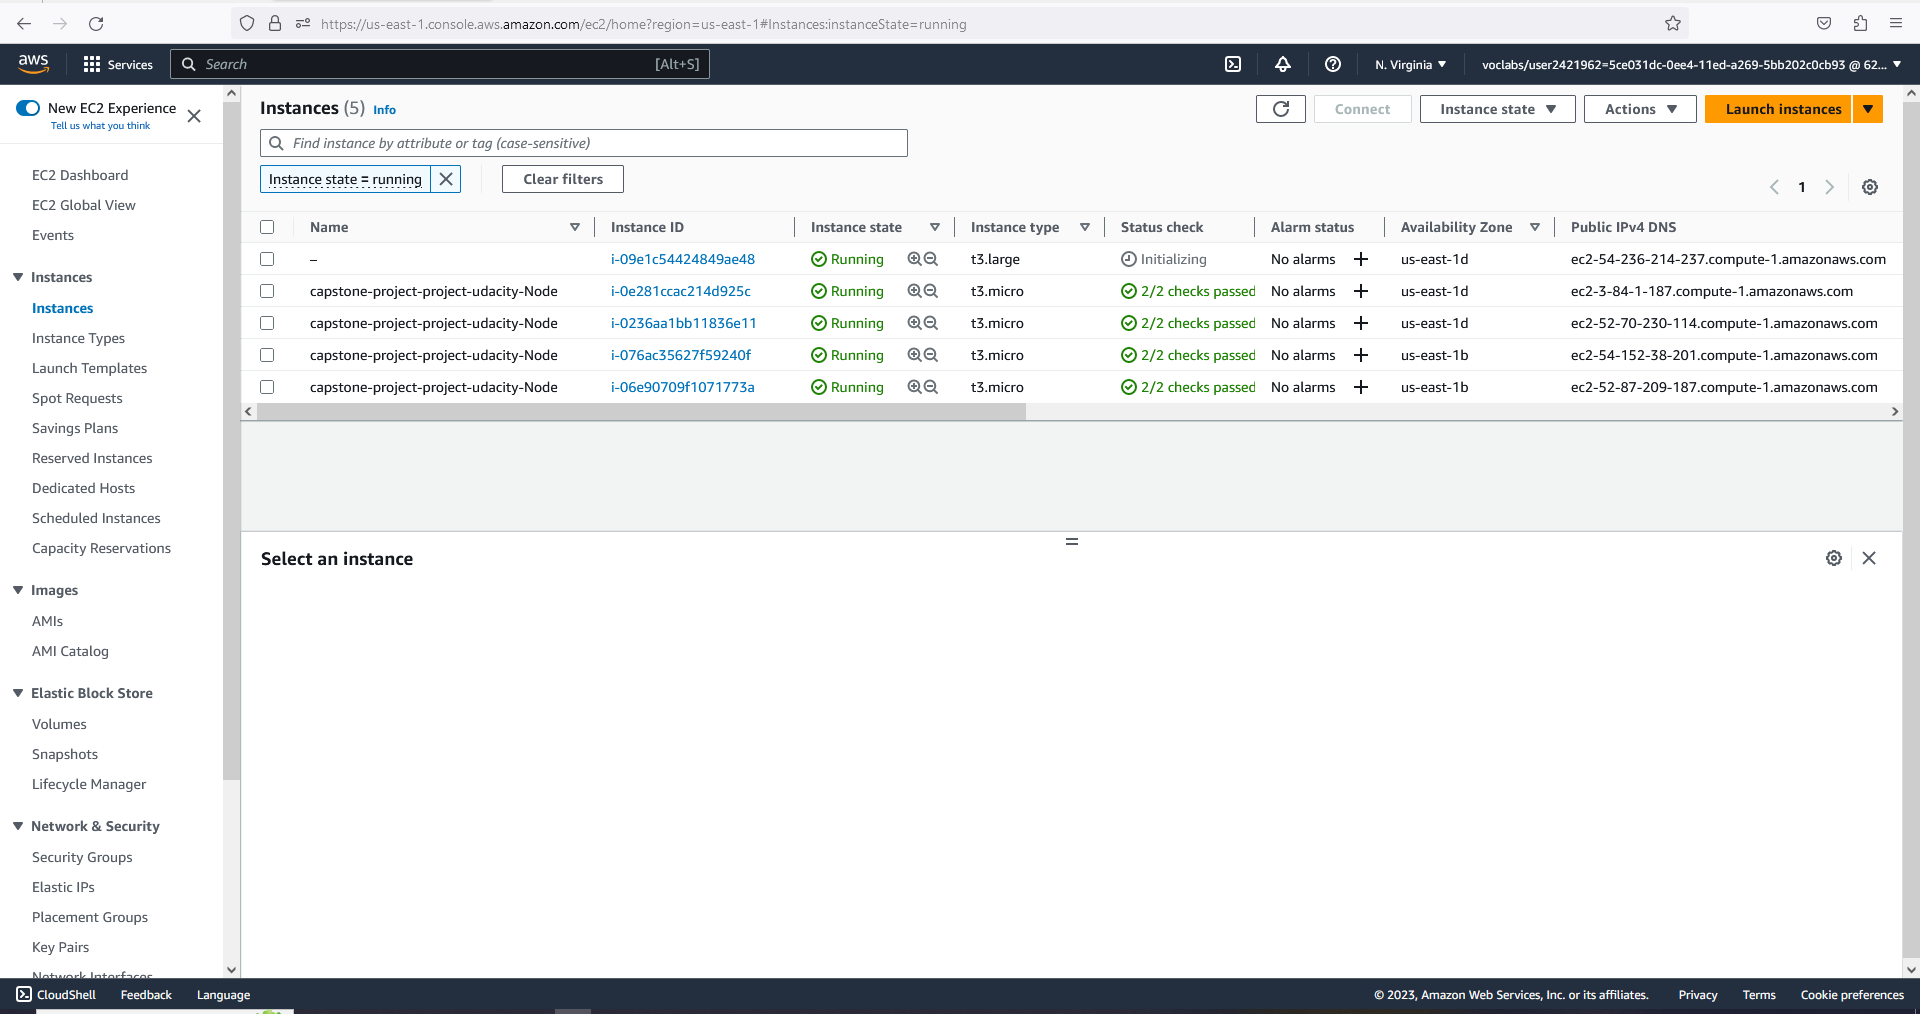 https://us-east-1.console.aws.amazon.com/ec2/home?region=us-east-1#Instances:instanceState=running
aws
Services
Search
[Alt+S]
N. Virginia
voclabs/user2421962=5ce031dc-0ee4-11ed-a269-5bb202c0cb93 @ 62...
New EC2 Experience
Tell us what you think
EC2 Dashboard
EC2 Global View
Events
Instances
Instances
Instance Types
Launch Templates
Spot Requests
Savings Plans
Reserved Instances
Dedicated Hosts
Scheduled Instances
Capacity Reservations
Images
AMIs
AMI Catalog
Elastic Block Store
Volumes
Snapshots
Lifecycle Manager
Network & Security
Security Groups
Elastic IPs
Placement Groups
Key Pairs
Network Interfaces
Instances (5) Info
Connect
Instance state
Actions
Launch instances
Find instance by attribute or tag (case-sensitive)
Instance state = running
Clear filters
1
Name Instance ID Instance state Instance type Status check Alarm status Availability Zone Public IPv4 DNS
– i-09e1c54424849ae48 Running t3.large Initializing No alarms + us-east-1d ec2-54-236-214-237.compute-1.amazonaws.com
capstone-project-project-udacity-Node i-0e281ccac214d925c Running t3.micro 2/2 checks passed No alarms + us-east-1d ec2-3-84-1-187.compute-1.amazonaws.com
capstone-project-project-udacity-Node i-0236aa1bb11836e11 Running t3.micro 2/2 checks passed No alarms + us-east-1d ec2-52-70-230-114.compute-1.amazonaws.com
capstone-project-project-udacity-Node i-076ac35627f59240f Running t3.micro 2/2 checks passed No alarms + us-east-1b ec2-54-152-38-201.compute-1.amazonaws.com
capstone-project-project-udacity-Node i-06e90709f1071773a Running t3.micro 2/2 checks passed No alarms + us-east-1b ec2-52-87-209-187.compute-1.amazonaws.com
Select an instance
CloudShell
Feedback
Language
© 2023, Amazon Web Services, Inc. or its affiliates.
Privacy
Terms
Cookie preferences